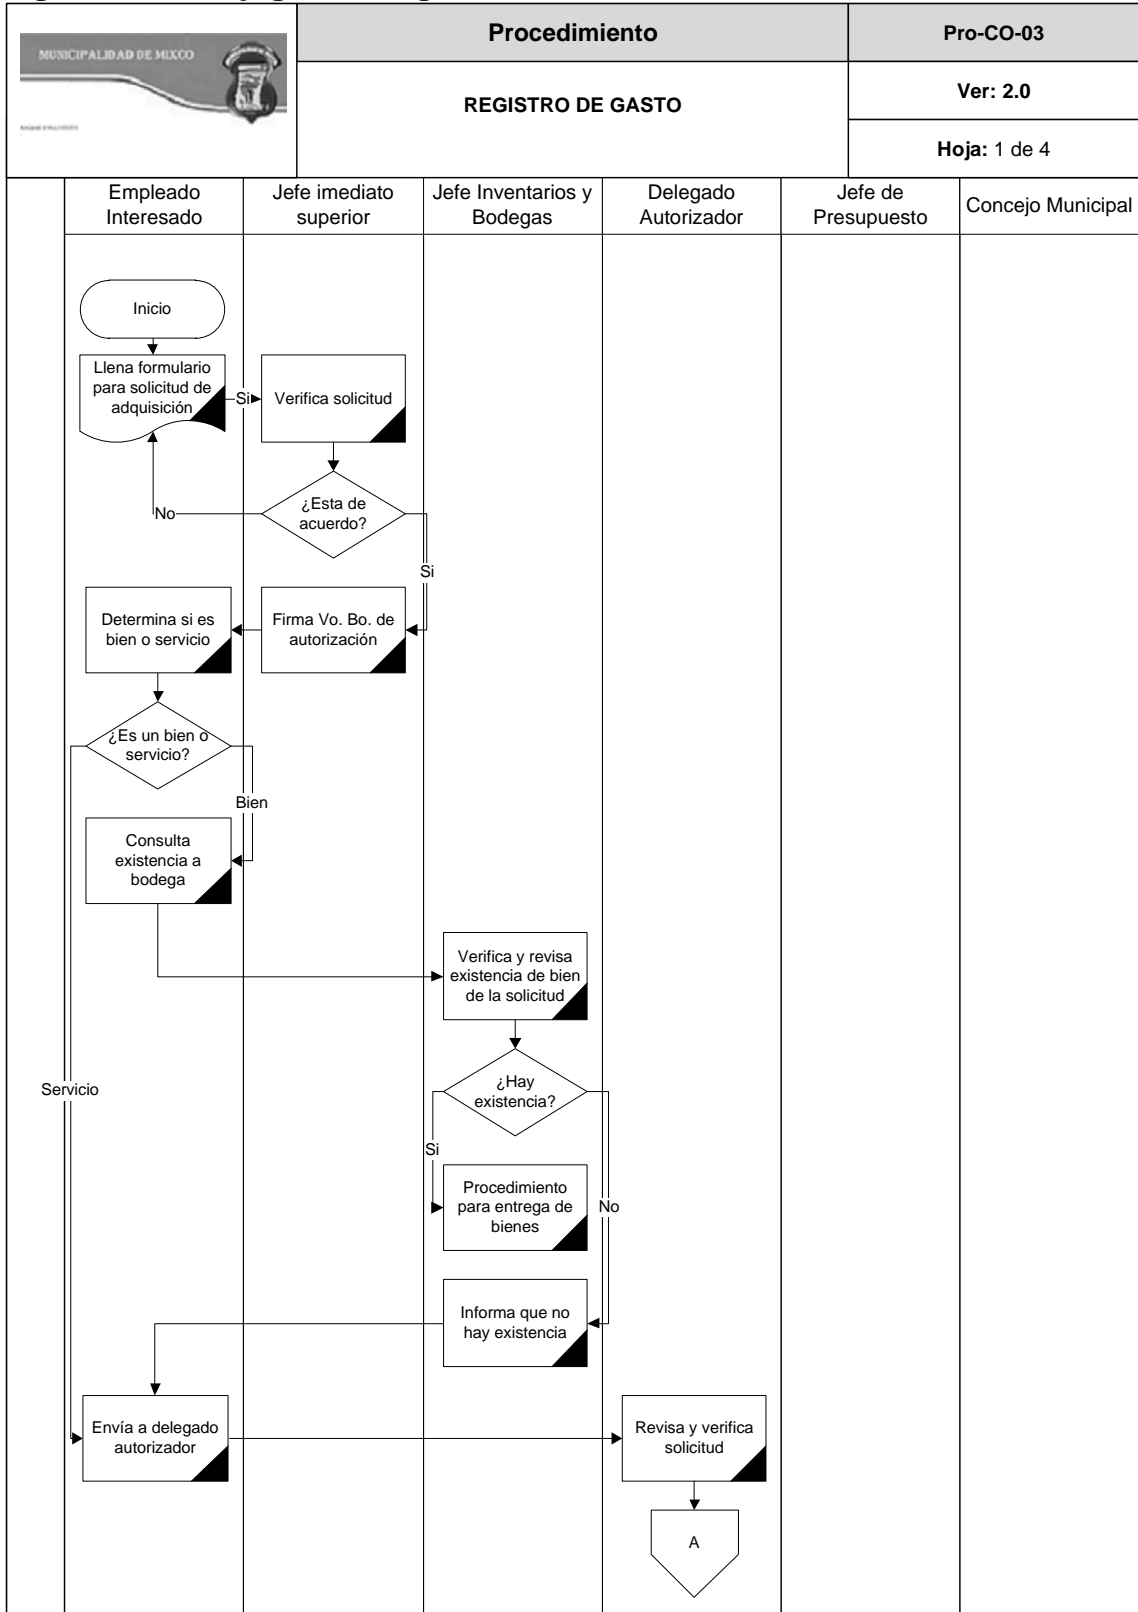 MUNICIPALIDAD DE MIXCO
Procedimiento
Pro-CO-03
REGISTRO DE GASTO
Ver: 2.0
Hoja: 1 de 4
Empleado
Interesado
Jefe imediato
superior
Jefe Inventarios y
Bodegas
Delegado
Autorizador
Jefe de
Presupuesto
Concejo Municipal
Inicio
Llena formulario
para solicitud de
adquisición
Si
Verifica solicitud
¿Esta de
acuerdo?
No
Si
Determina si es
bien o servicio
Firma Vo. Bo. de
autorización
¿Es un bien o
servicio?
Bien
Consulta
existencia a
bodega
Verifica y revisa
existencia de bien
de la solicitud
Servicio
¿Hay
existencia?
Si
Procedimiento
para entrega de
bienes
No
Informa que no
hay existencia
Envía a delegado
autorizador
Revisa y verifica
solicitud
A